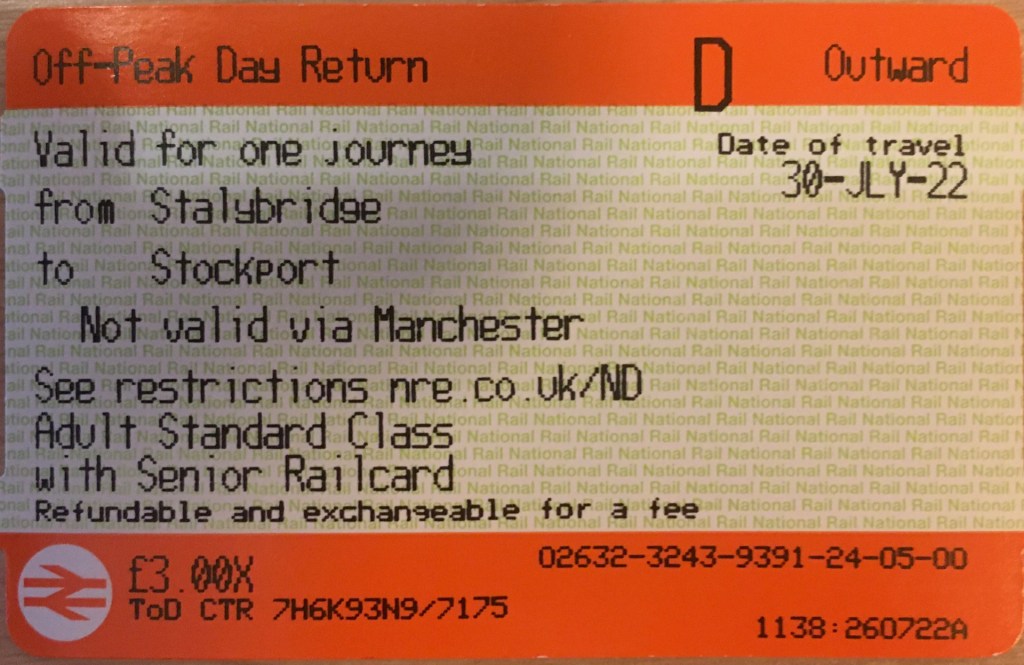 Off-Peak Day Return D Outward
Valid for one journey
Date of travel
30-JLY-22
from Stalybridge
to Stockport
Not valid via Manchester
See restrictions nre.co.uk/ND
Adult Standard Class
with Senior Railcard
Refundable and exchangeable for a fee
£3.00X
02632-3243-9391-24-05-00
ToD CTR 7H6K93N9/7175
1138:260722A